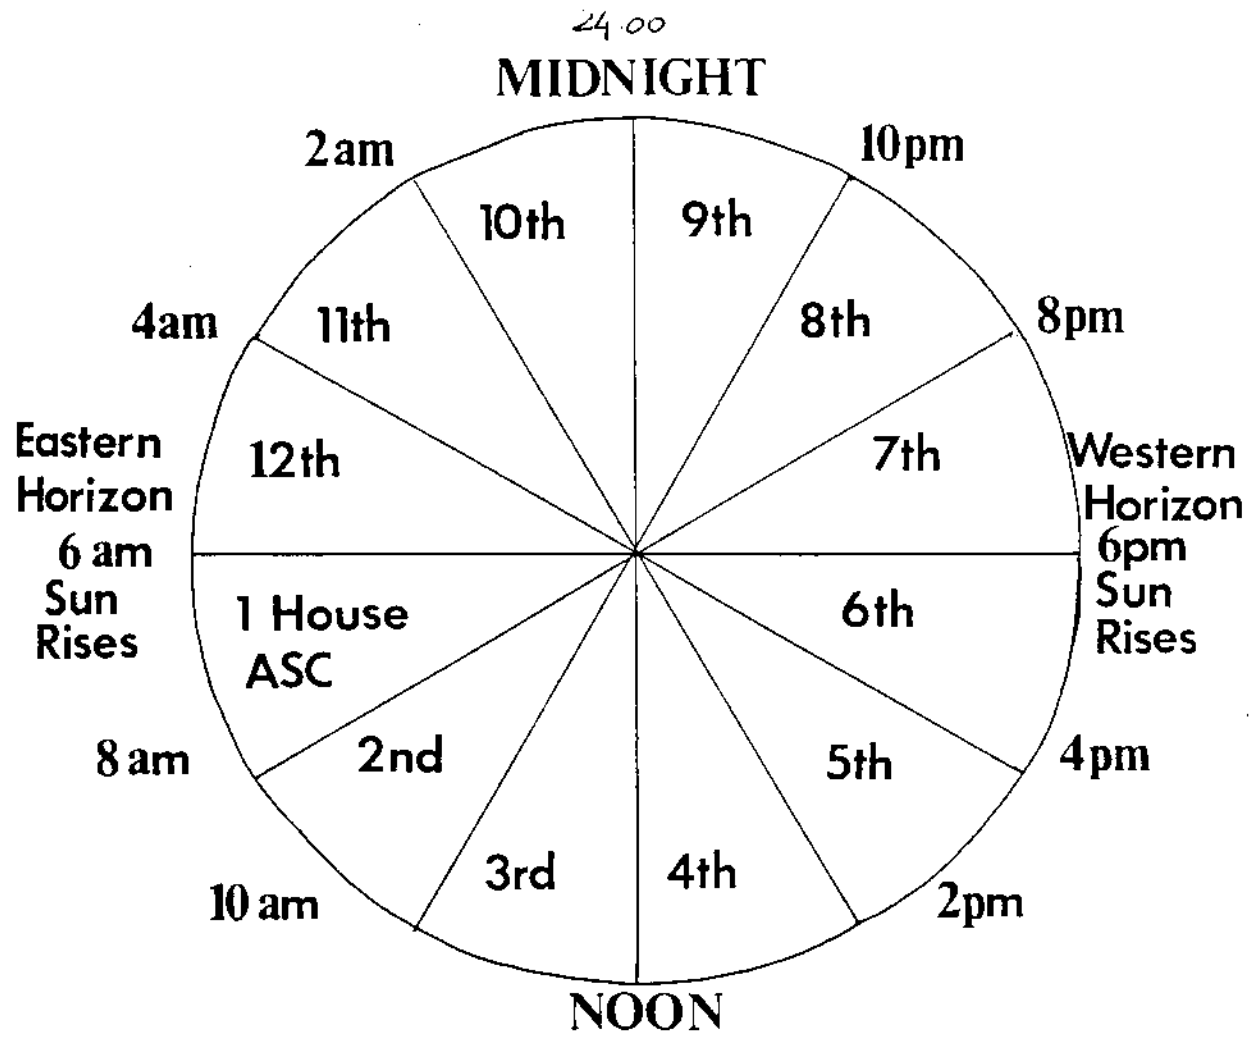 24.00
MIDNIGHT
2am
10pm
10th
9th
4am
11th
8th
8pm
Eastern
Horizon
6 am
Sun
Rises
12th
7th
Western
Horizon
6pm
Sun
Rises
1 House
ASC
6th
8 am
2nd
5th
4pm
10 am
3rd
4th
2pm
NOON